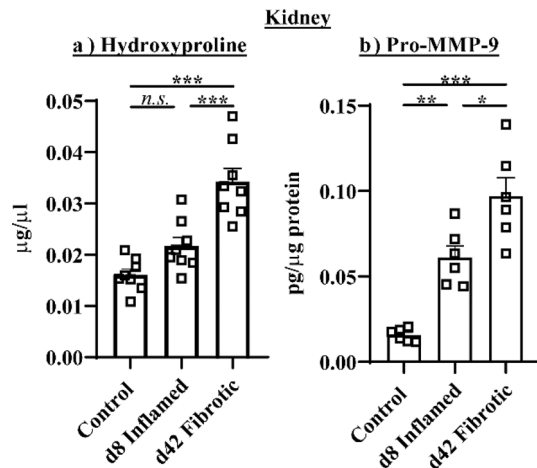 Kidney
a ) Hydroxyproline
***
n.s. ***
0.05
0.04
0.03
0.02
0.01
0.00
µg/µl
Control
d8 Inflamed
d42 Fibrotic
b) Pro-MMP-9
***
** *
0.15
0.10
0.05
0.00
pg/µg protein
Control
d8 Inflamed
d42 Fibrotic